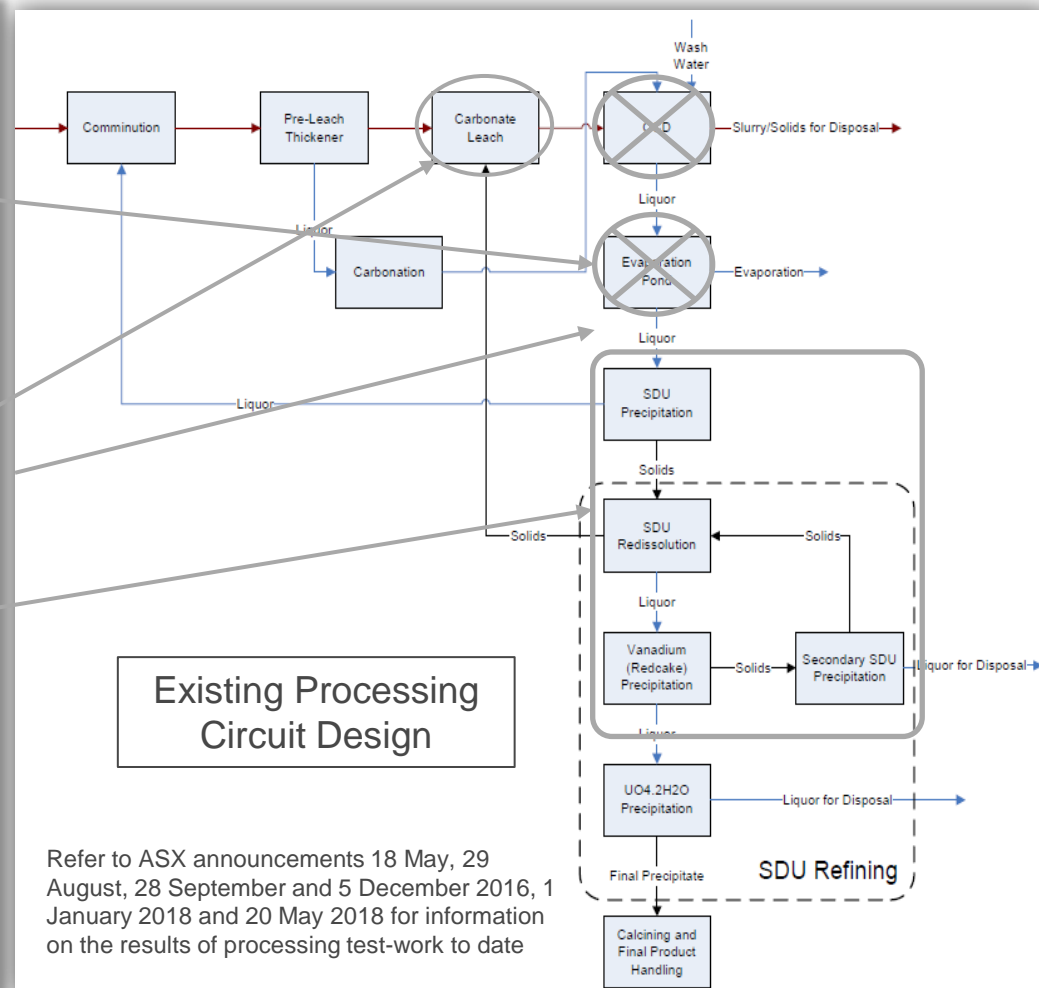 Wash
Water
Comminution
Pre-Leach
Thickener
Carbonate
Leach
Slurry/Solids for Disposal
Liquor
Liquor
Carbonation
Evaporation
Pond
Evaporation
Liquor
SDU
Precipitation
Liquor
Solids
SDU
Redissolution
Solids
Solids
Liquor
Vanadium
(Redcake)
Precipitation
Solids
Secondary SDU
Precipitation
Liquor for Disposal
Existing Processing
Circuit Design
Liquor
UO4.2H2O
Precipitation
Liquor for Disposal
Refer to ASX announcements 18 May, 29
August, 28 September and 5 December 2016, 1
January 2018 and 20 May 2018 for information
on the results of processing test-work to date
Final Precipitate
SDU Refining
Calcining and
Final Product
Handling